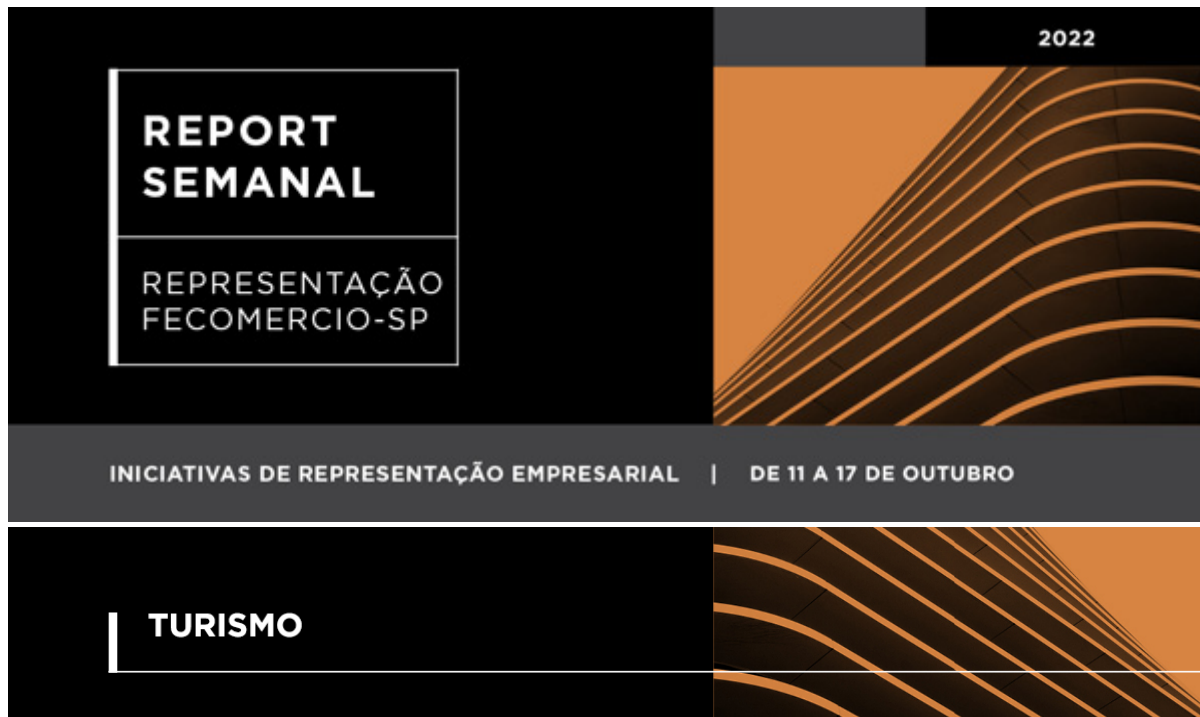 2022
REPORT
SEMANAL
REPRESENTAÇÃO
FECOMERCIO-SP
INICIATIVAS DE REPRESENTAÇÃO EMPRESARIAL | DE 11 A 17 DE OUTUBRO
TURISMO